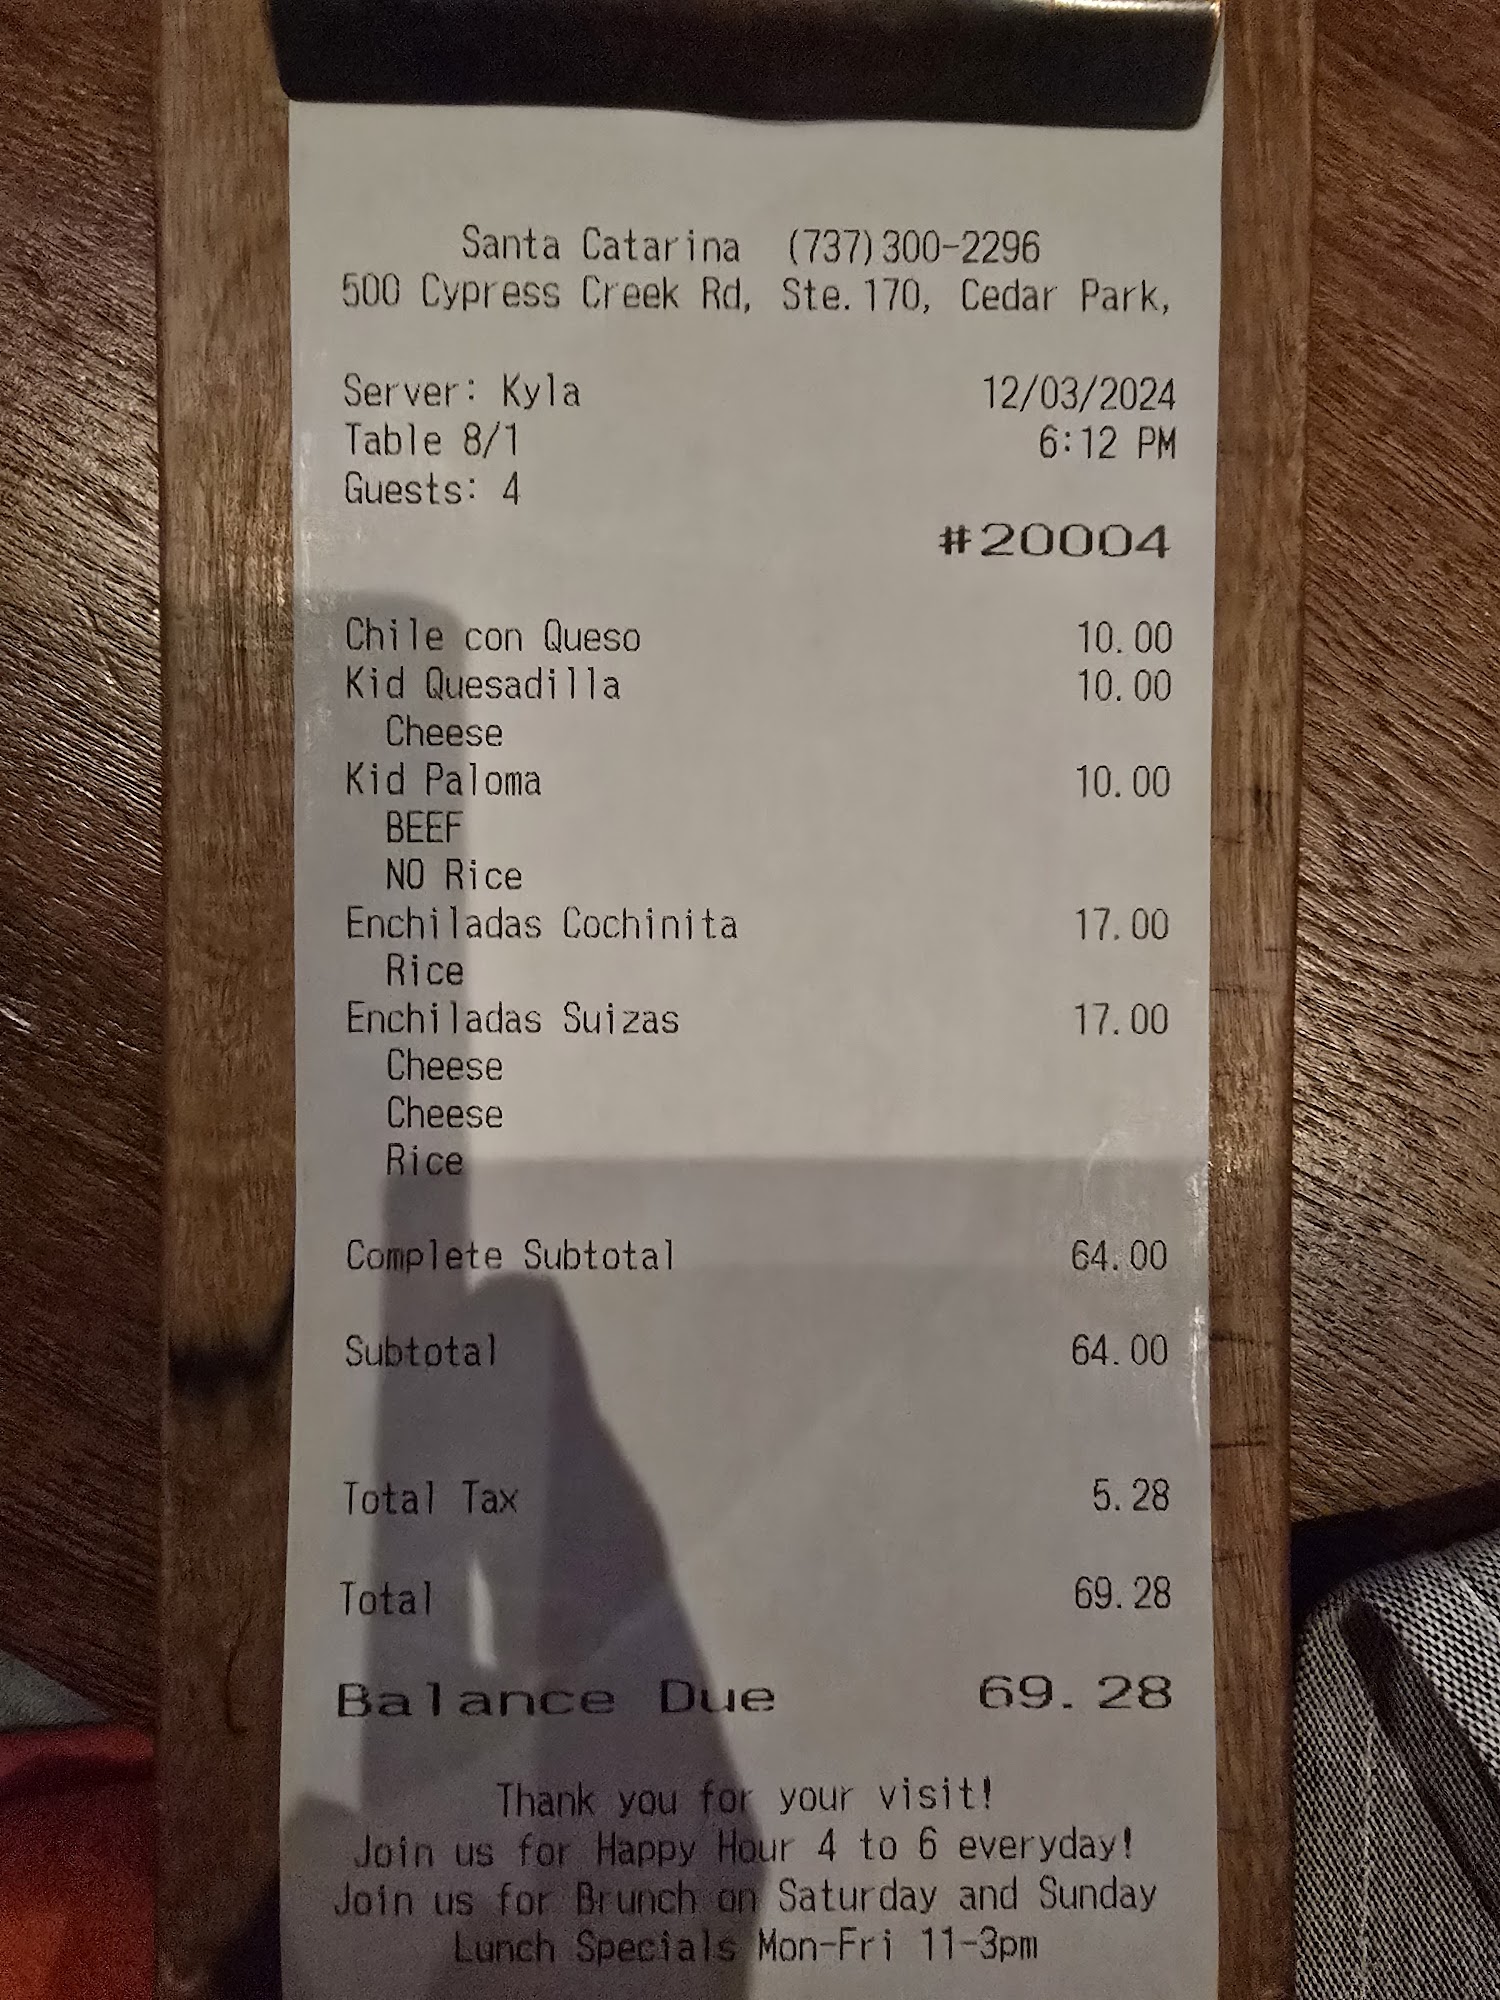 Santa Catarina (737)300-2296
500 Cypress Creek Rd, Ste.170, Cedar Park,
Server: Kyla 12/03/2024
Table 8/1 6:12 PM
Guests: 4
#20004
Chile con Queso 10.00
Kid Quesadilla 10.00
Cheese
Kid Paloma 10.00
BEEF
NO Rice
Enchiladas Cochinita 17.00
Rice
Enchiladas Suizas 17.00
Cheese
Cheese
Rice
Complete Subtotal 64.00
Subtotal 64.00
Total Tax 5.28
Total 69.28
Balance Due 69.28
Thank you for your visit!
Join us for Happy Hour 4 to 6 everyday!
Join us for Brunch on Saturday and Sunday
Lunch Specials Mon-Fri 11-3pm